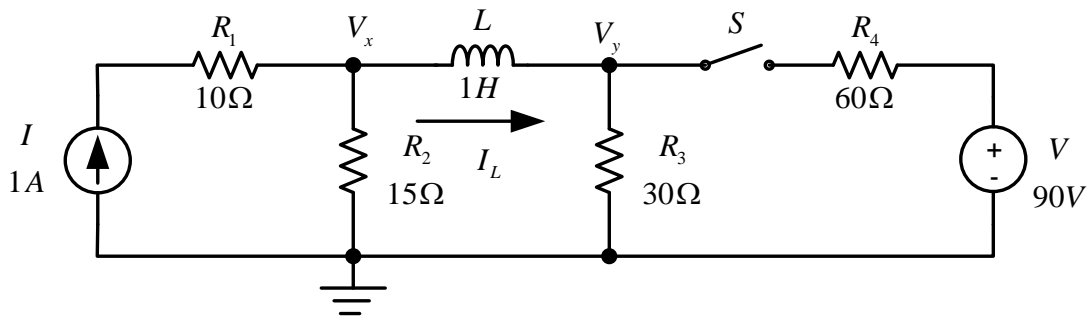 R1
10Ω
Vx
L
1H
Vy
S
R4
60Ω
I
1A
R2
15Ω
IL
R3
30Ω
+
-
V
90V